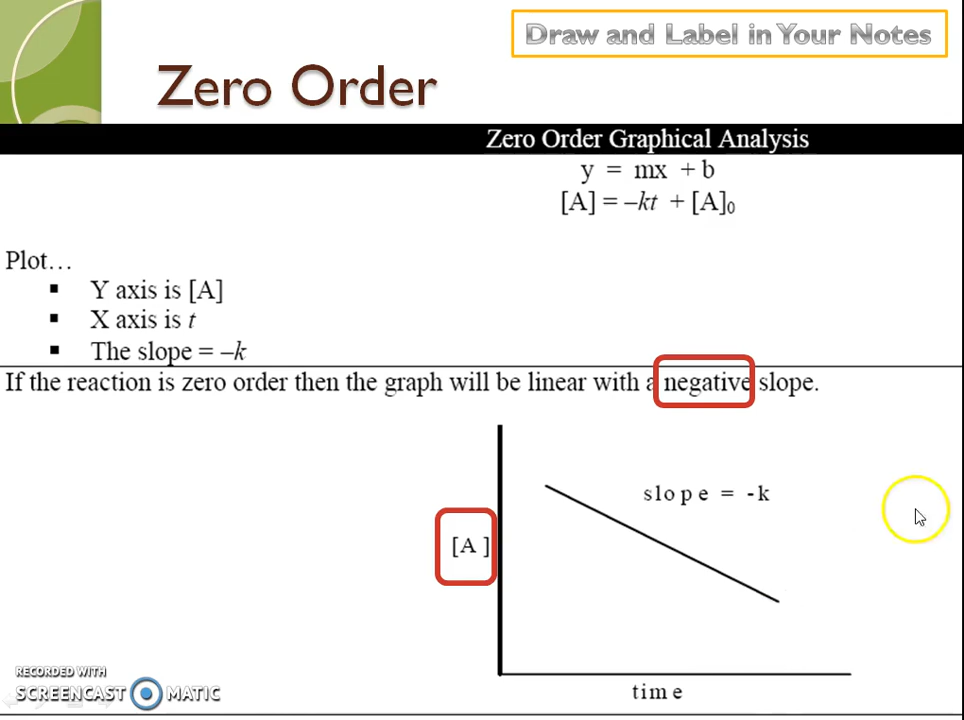 Draw and Label in Your Notes
Zero Order
Zero Order Graphical Analysis
y = mx + b
[A] = –kt + [A]₀
Plot…
▪ Y axis is [A]
▪ X axis is t
▪ The slope = –k
If the reaction is zero order then the graph will be linear with a negative slope.
slope = -k
[A]
time
RECORDED WITH
SCREENCAST MATIC